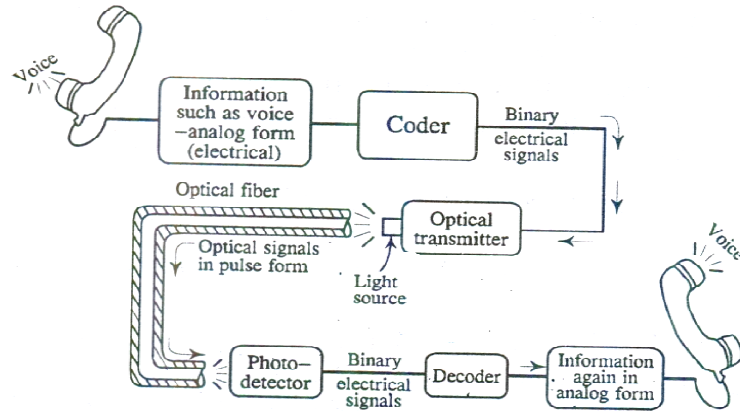 Voice
Information
such as voice
–analog form
(electrical)
Coder
Binary
electrical
signals
Optical fiber
Optical
transmitter
Optical signals
in pulse form
Light
source
Voice
Photo–
detector
Binary
electrical
signals
Decoder
Information
again in
analog form